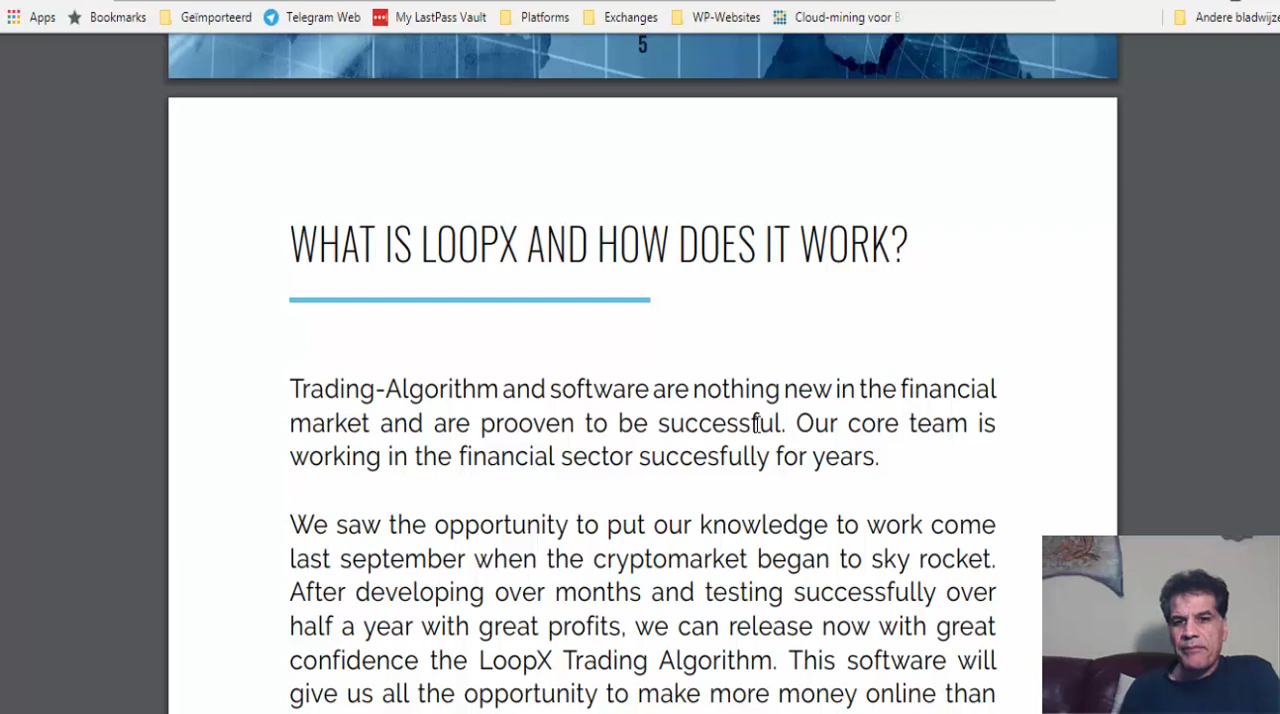 Apps Bookmarks Geïmporteerd Telegram Web My LastPass Vault Platforms Exchanges WP-Websites Cloud-mining voor B Andere bladwijze
5
WHAT IS LOOPX AND HOW DOES IT WORK?
Trading-Algorithm and software are nothing new in the financial
market and are prooven to be successful. Our core team is
working in the financial sector succesfully for years.
We saw the opportunity to put our knowledge to work come
last september when the cryptomarket began to sky rocket.
After developing over months and testing successfully over
half a year with great profits, we can release now with great
confidence the LoopX Trading Algorithm. This software will
give us all the opportunity to make more money online than